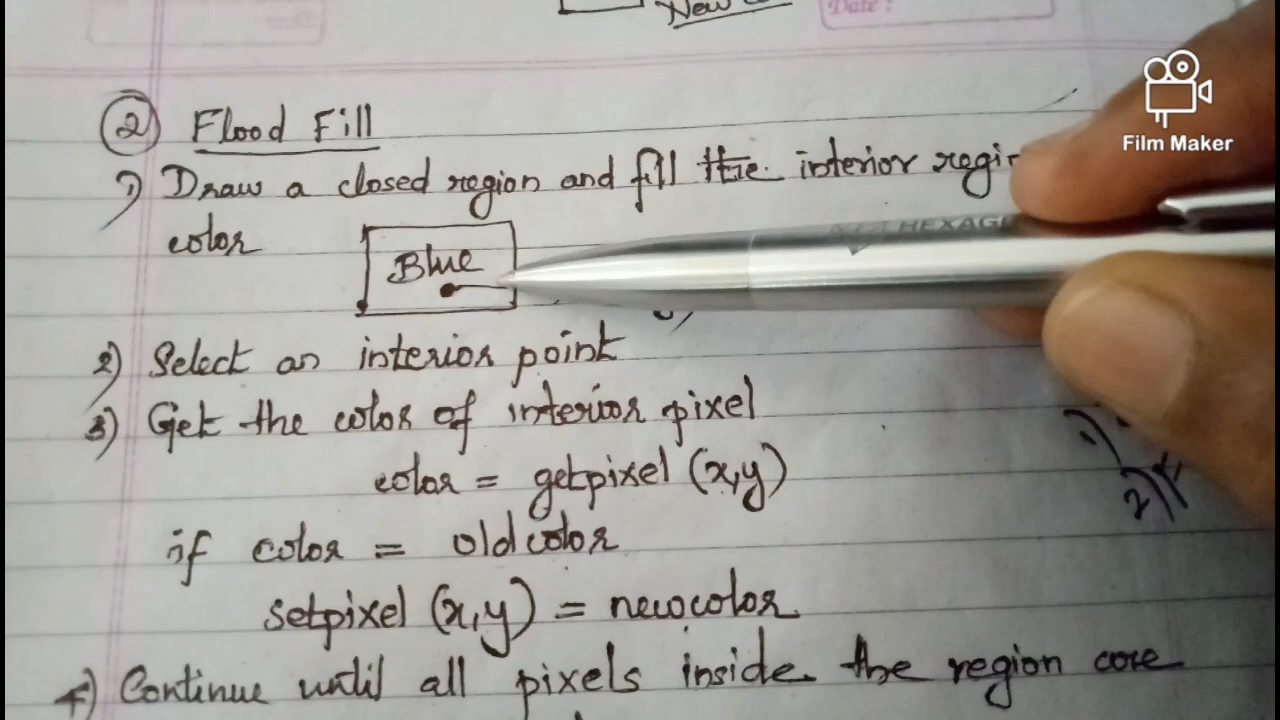 New
Date:
② Flood Fill
1) Draw a closed region and fill the interior
color
Blue
2) Select an interior point
3) Get the color of interior pixel
color = getpixel (x,y)
if color = oldcolor
setpixel (x,y) = newcolor
4) Continue until all pixels inside the region are
HEXAG
2)
Film Maker